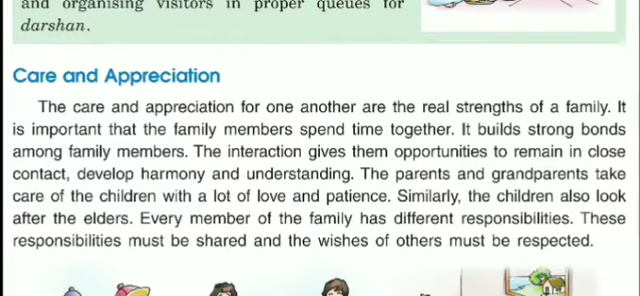 and organising visitors in proper queues for
darshan.
Care and Appreciation
The care and appreciation for one another are the real strengths of a family. It
is important that the family members spend time together. It builds strong bonds
among family members. The interaction gives them opportunities to remain in close
contact, develop harmony and understanding. The parents and grandparents take
care of the children with a lot of love and patience. Similarly, the children also look
after the elders. Every member of the family has different responsibilities. These
responsibilities must be shared and the wishes of others must be respected.